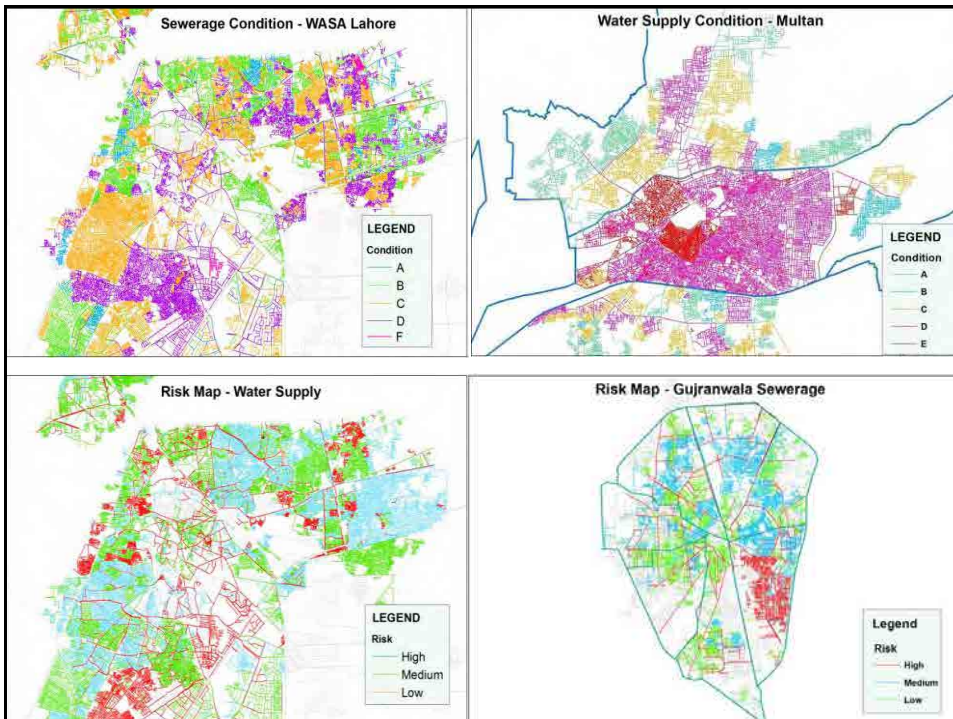 Sewerage Condition - WASA Lahore
LEGEND
Condition
A
B
C
D
F
Water Supply Condition - Multan
LEGEND
Condition
A
B
C
D
E
Risk Map - Water Supply
LEGEND
Risk
High
Medium
Low
Risk Map - Gujranwala Sewerage
Legend
Risk
High
Medium
Low